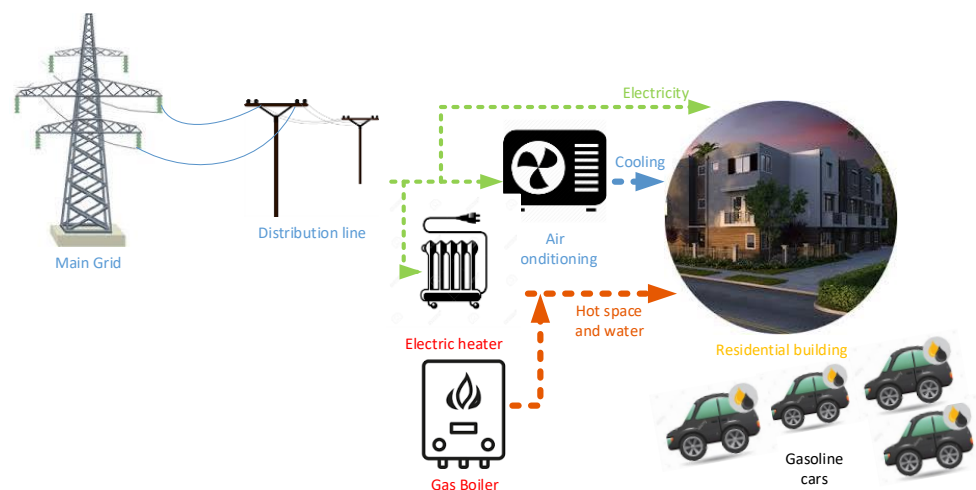 Electricity
Cooling
Main Grid
Distribution line
Air
onditioning
Electric heater
Hot space
and water
Residential building
Gas Boiler
Gasoline
cars